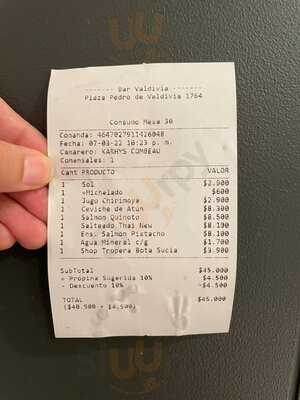 ------- Bar Valdivia -------
Plaza Pedro de Valdivia 1764
Consumo Mesa 30
Comanda: 4647027911426048
Fecha: 07-03-22 10:23 p. m.
Camarero: KARHYS COMBEAU
Comensales: 1
Cant PRODUCTO VALOR
1 Sol $2.900
1 +Michelado $600
1 Jugo Chirimoya $2.900
1 Ceviche de Atun $8.300
1 Salmon Quinoto $8.500
1 Salteado Thai New $8.100
1 Ens. Salmon Pistacho $8.100
1 Agua Mineral c/g $1.700
1 Shop Tropera Bota Sucia $3.900
SubTotal $45.000
+ Propina Sugerida 10% $4.500
- Descuento 10% -$4.500
TOTAL $45.000
($40.500 + $4.500)